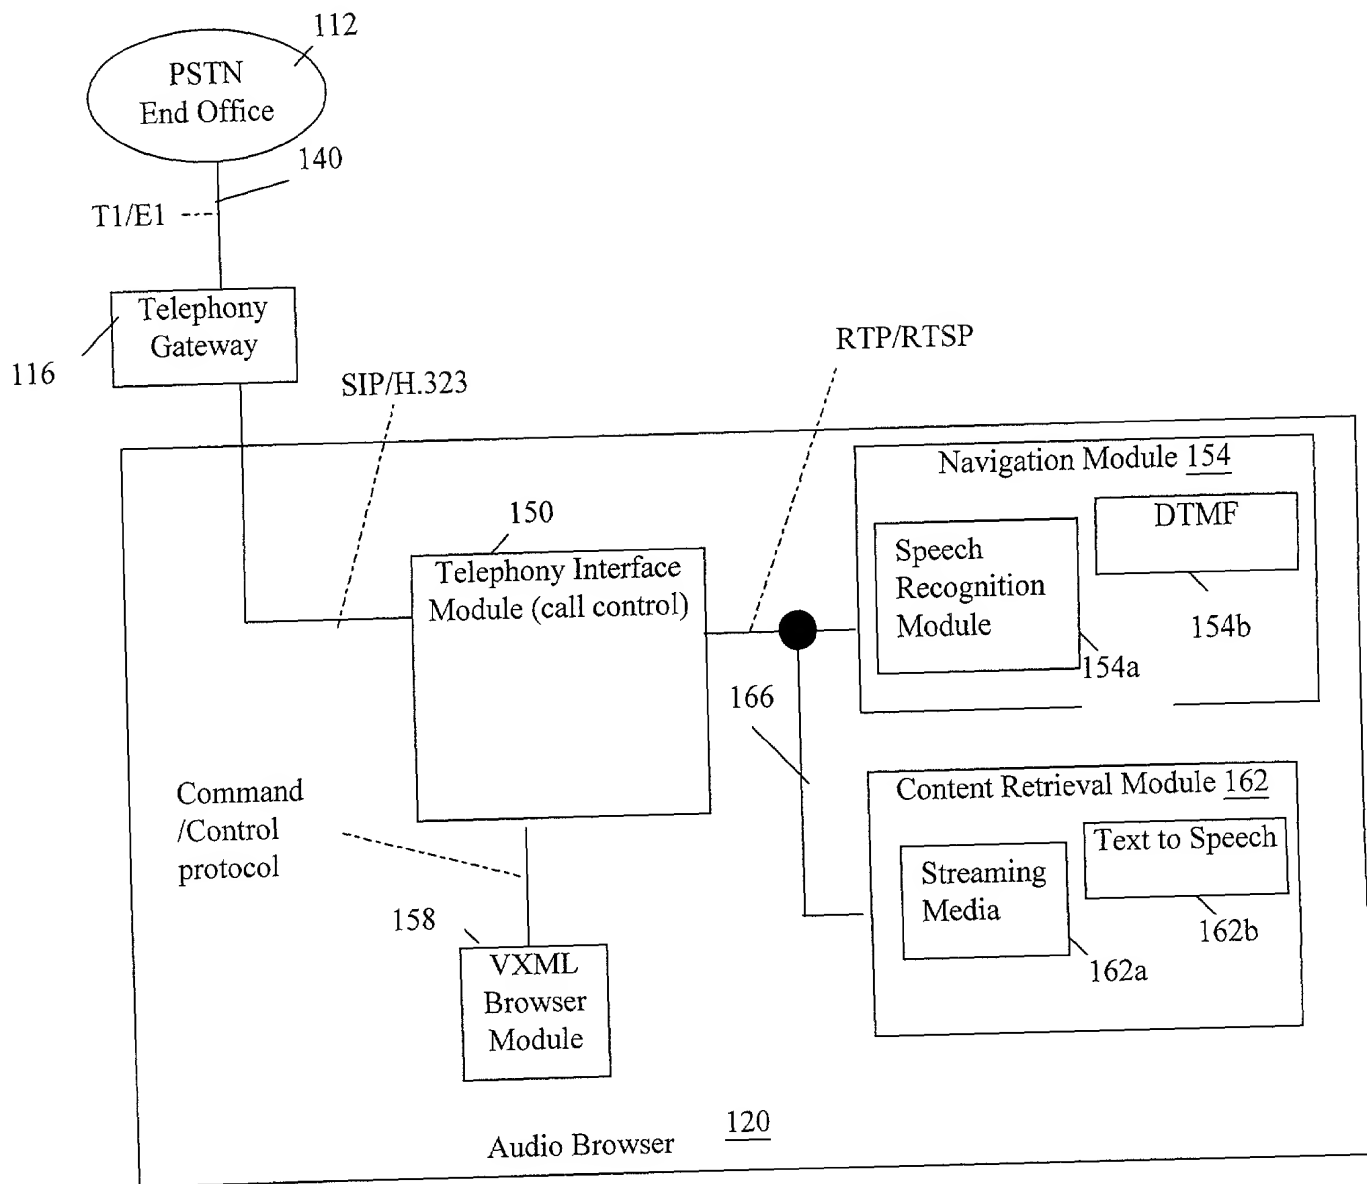 112
PSTN
End Office
140
T1/E1
Telephony
Gateway
116
SIP/H.323
RTP/RTSP
Navigation Module 154
DTMF
Speech
Recognition
Module
154b
154a
150
Telephony Interface
Module (call control)
166
Content Retrieval Module 162
Text to Speech
Streaming
Media
162b
162a
Command
/Control
protocol
158
VXML
Browser
Module
Audio Browser 120